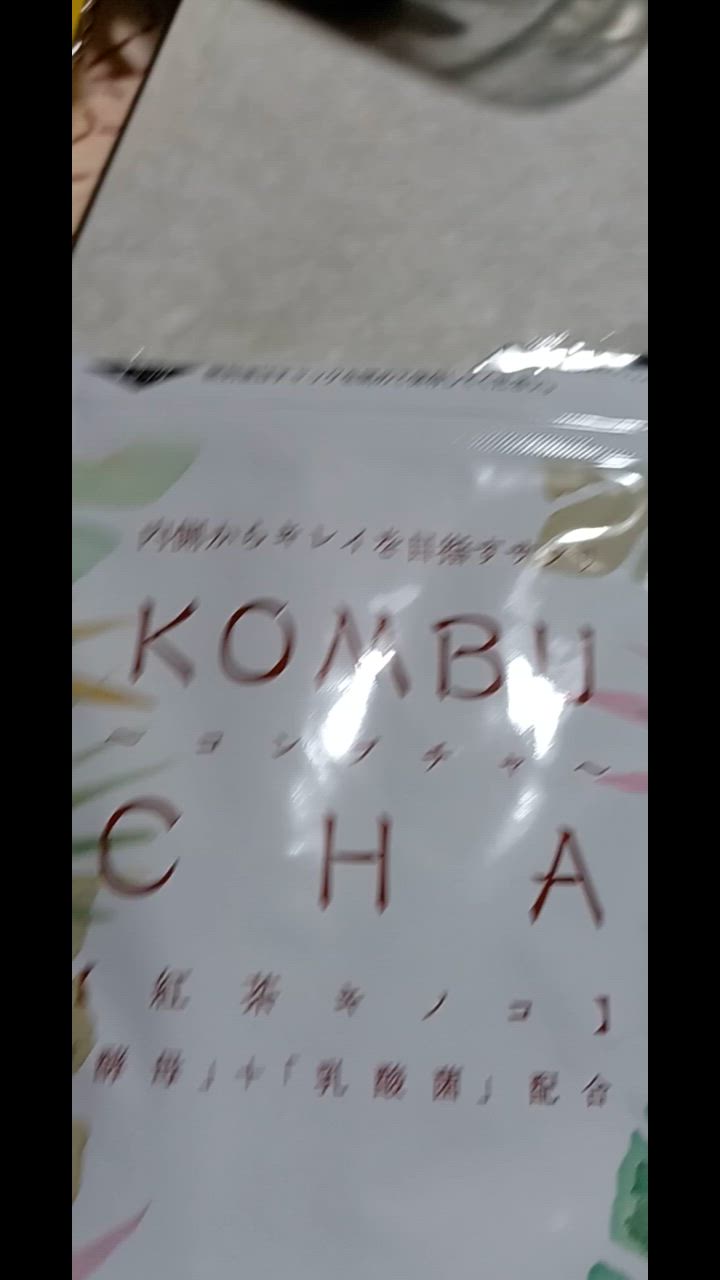 内側からキレイを目指すサプリ
KOMBU
～コンブチャ～
CHA
【紅茶キノコ】
酵母」+「乳酸菌」配合